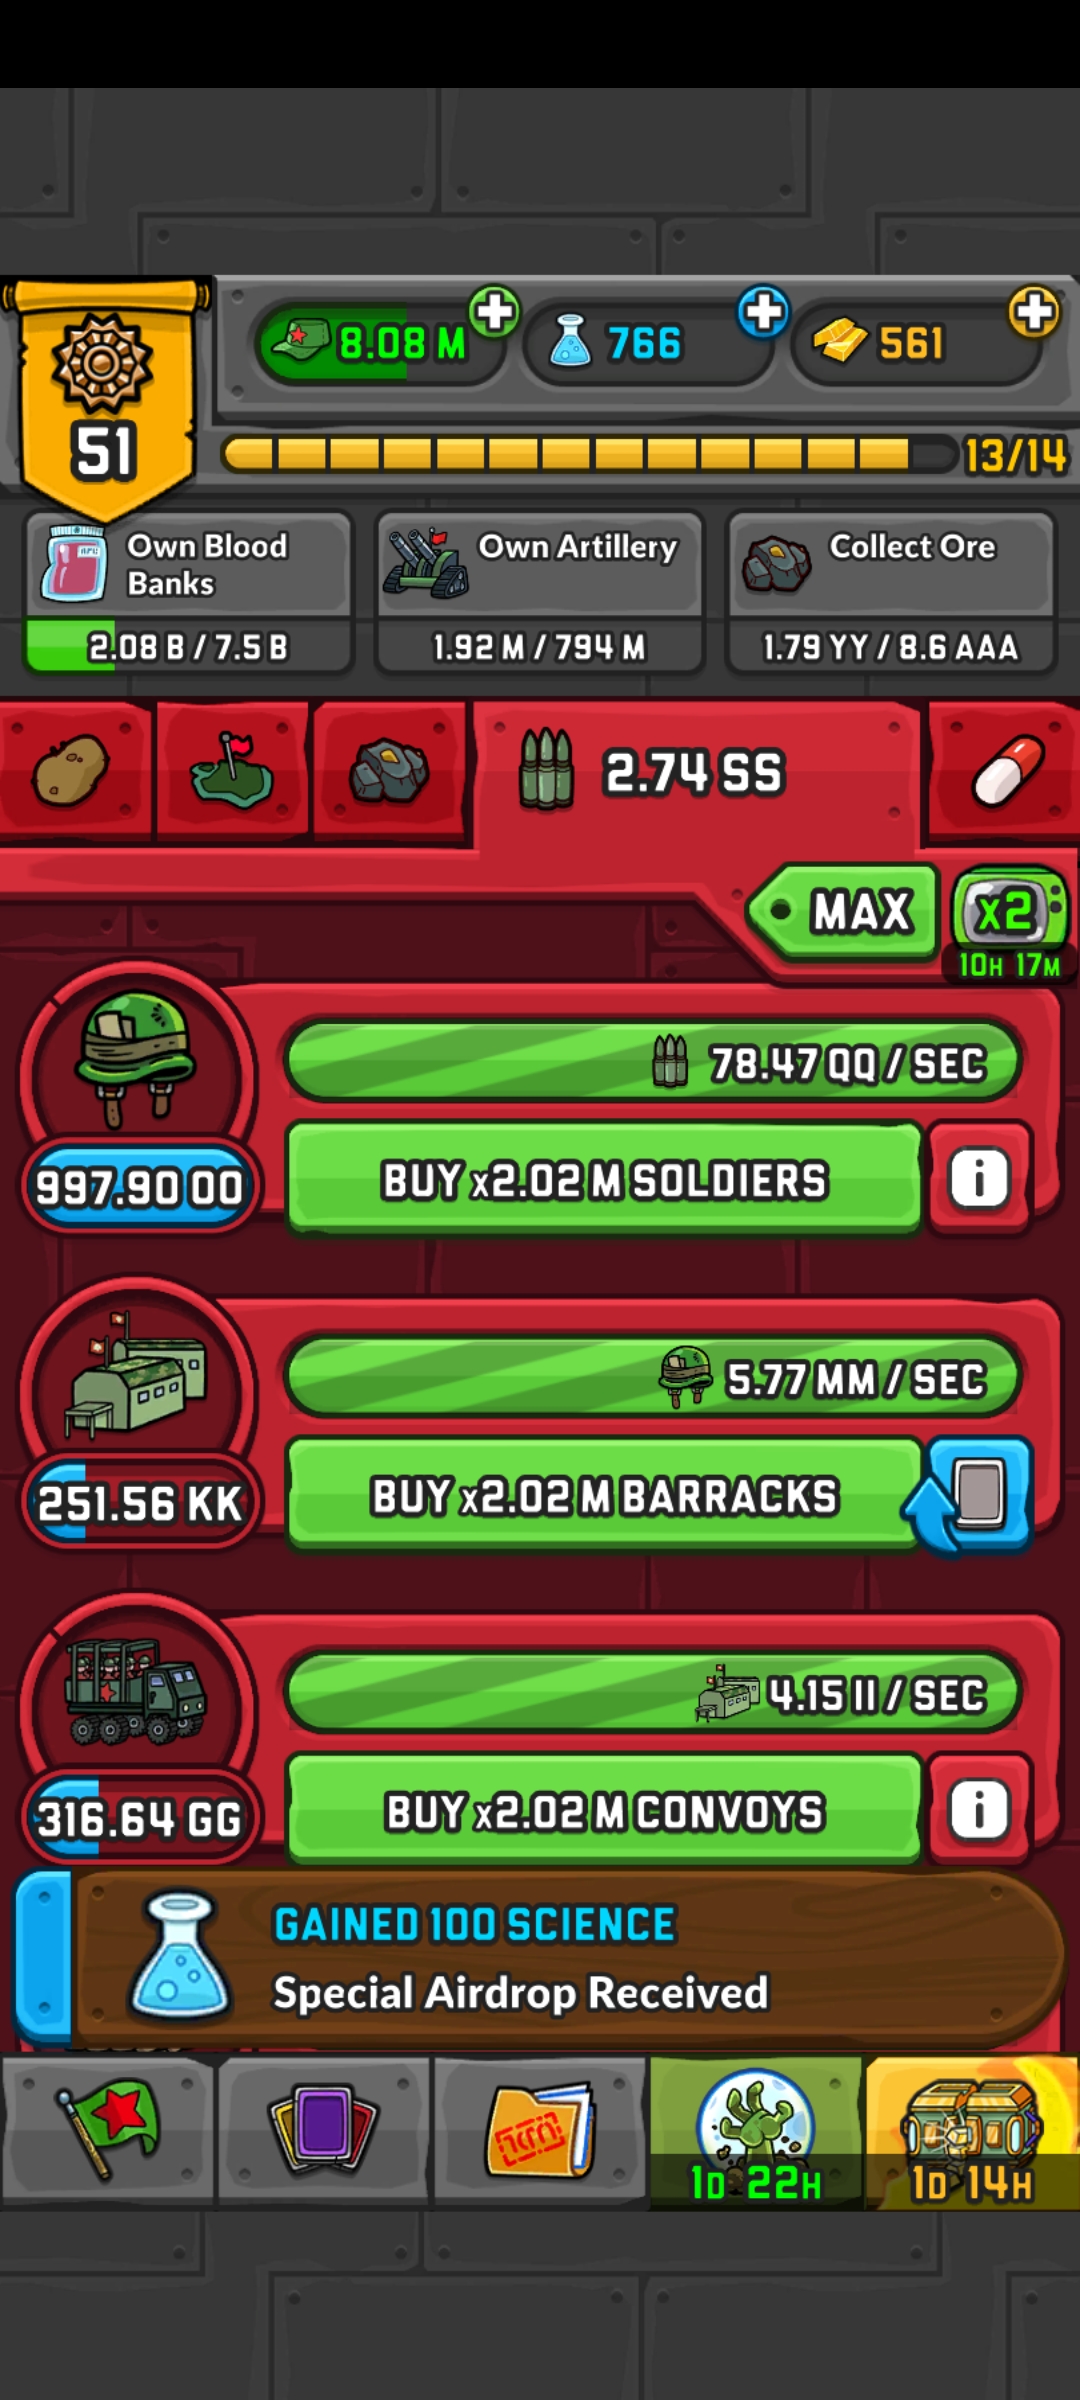 8.08 M
766
561
51
13/14
Own Blood
Banks
2.08 B / 7.5 B
Own Artillery
1.92 M / 794 M
Collect Ore
1.79 YY / 8.6 AAA
2.74 SS
MAX
x2
10H 17M
78.47 QQ / SEC
997.90 OO
BUY x2.02 M SOLDIERS
i
5.77 MM / SEC
251.56 KK
BUY x2.02 M BARRACKS
4.15 II / SEC
316.64 GG
BUY x2.02 M CONVOYS
i
GAINED 100 SCIENCE
Special Airdrop Received
1D 22H
1D 14H